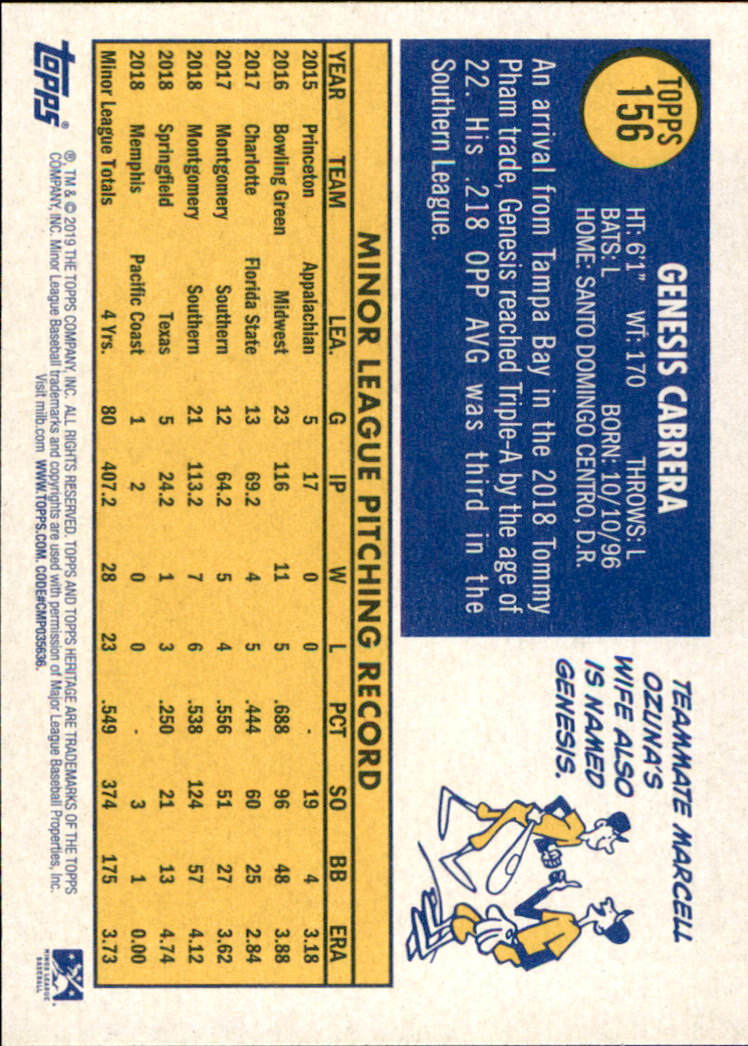 TOPPS
156
GENESIS CABRERA
HT: 6'1" WT: 170 THROWS: L
BATS: L BORN: 10/10/96
HOME: SANTO DOMINGO CENTRO, D.R.
An arrival from Tampa Bay in the 2018 Tommy
Pham trade, Genesis reached Triple-A by the age of
22. His .218 OPP AVG was third in the
Southern League.
TEAMMATE MARCELL
OZUNA'S
WIFE ALSO
IS NAMED
GENESIS.
MINOR LEAGUE PITCHING RECORD
YEAR TEAM LEA. G IP W L PCT SO BB ERA
2015 Princeton Appalachian 5 17 0 0 - 19 4 3.18
2016 Bowling Green Midwest 23 116 11 5 .688 96 48 3.88
2017 Charlotte Florida State 13 69.2 4 5 .444 60 25 2.84
2017 Montgomery Southern 12 64.2 5 4 .556 51 27 3.62
2018 Montgomery Southern 21 113.2 7 6 .538 124 57 4.12
2018 Springfield Texas 5 24.2 1 3 .250 21 13 4.74
2018 Memphis Pacific Coast 1 2 0 0 - 3 1 0.00
Minor League Totals 4 Yrs. 80 407.2 28 23 .549 374 175 3.73
topps®
®, TM & © 2019 THE TOPPS COMPANY, INC. ALL RIGHTS RESERVED. TOPPS AND TOPPS HERITAGE ARE TRADEMARKS OF THE TOPPS
COMPANY, INC. Minor League Baseball trademarks and copyrights are used with permission of Major League Baseball Properties, Inc.
Visit milb.com WWW.TOPPS.COM. CODE#CMP035636.
MINOR LEAGUE
BASEBALL